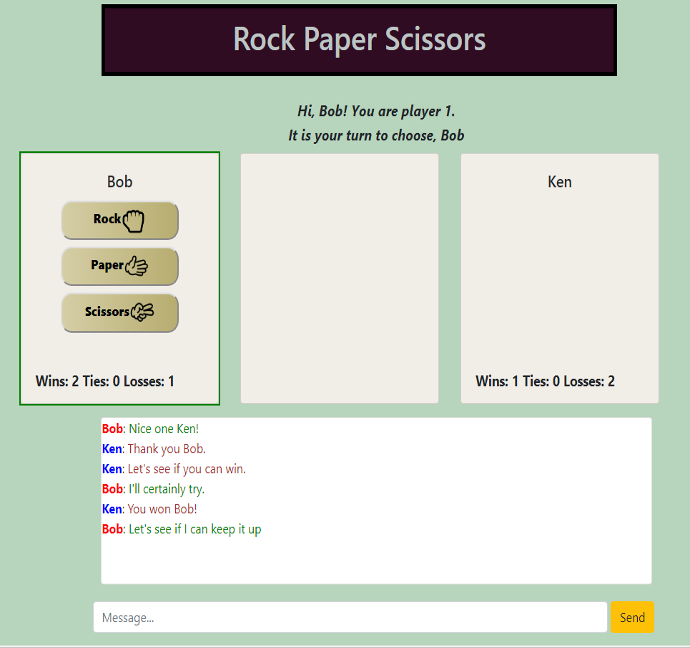 Rock Paper Scissors
Hi, Bob! You are player 1.
It is your turn to choose, Bob
Bob
Rock
Paper
Scissors
Wins: 2 Ties: 0 Losses: 1
Ken
Wins: 1 Ties: 0 Losses: 2
Bob: Nice one Ken!
Ken: Thank you Bob.
Ken: Let's see if you can win.
Bob: I'll certainly try.
Ken: You won Bob!
Bob: Let's see if I can keep it up
Message...
Send